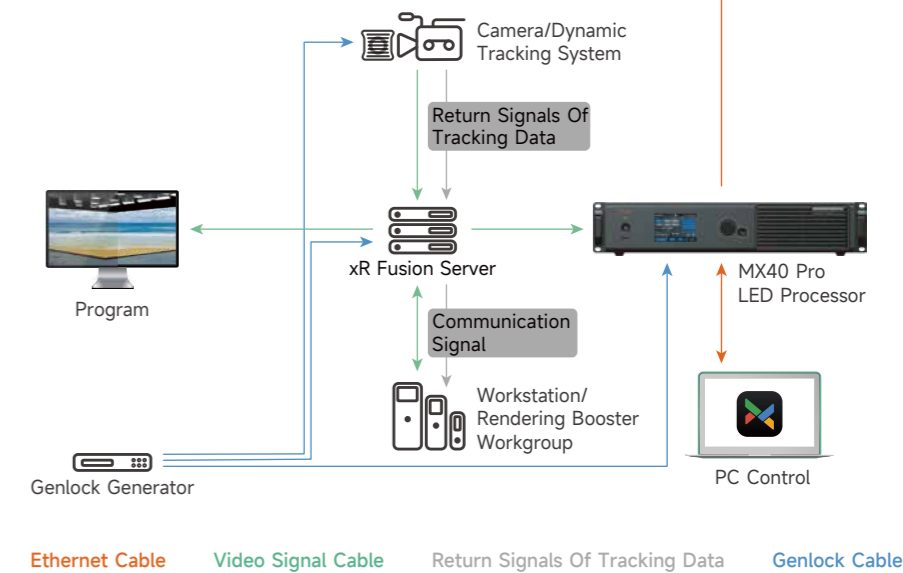 Camera/Dynamic
Tracking System
Return Signals Of
Tracking Data
xR Fusion Server
Program
MX40 Pro
LED Processor
Communication
Signal
Workstation/
Rendering Booster
Workgroup
Genlock Generator
PC Control
Ethernet Cable
Video Signal Cable
Return Signals Of Tracking Data
Genlock Cable